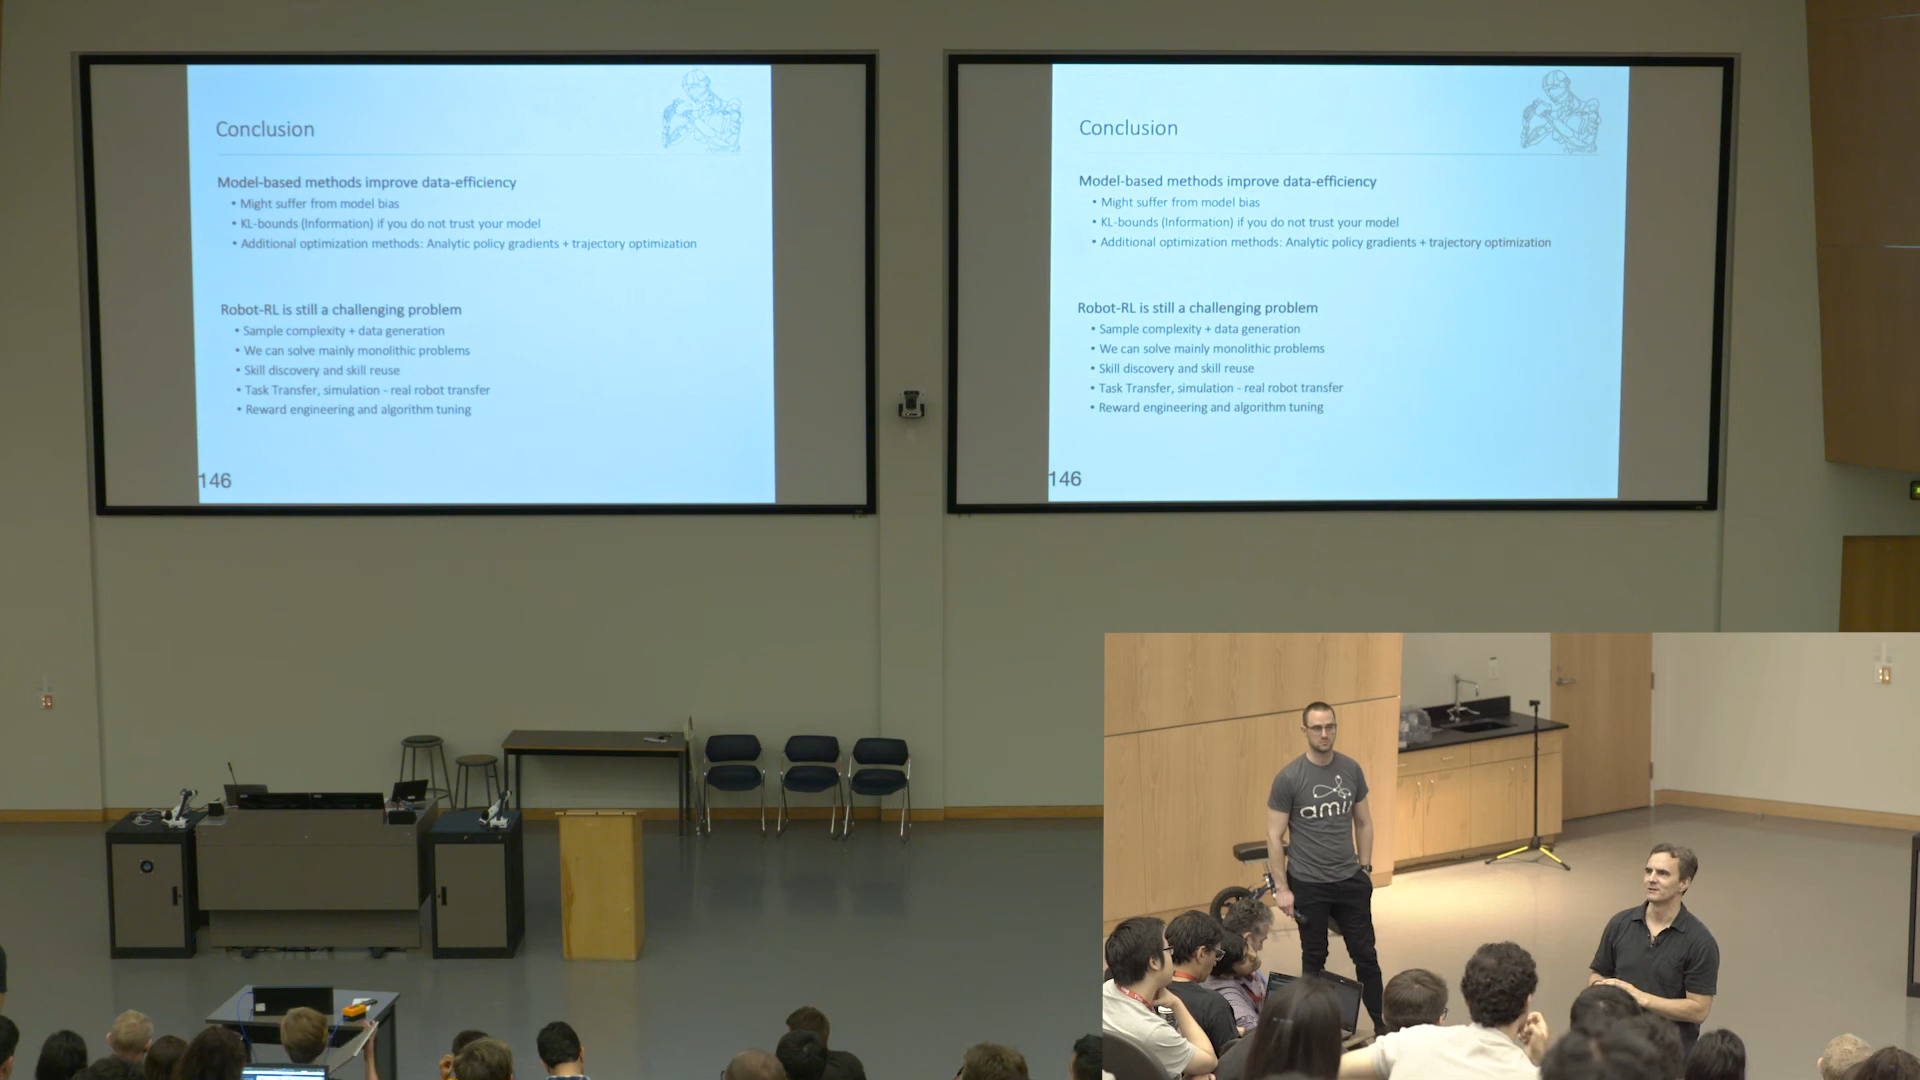 Conclusion
Model-based methods improve data-efficiency
• Might suffer from model bias
• KL-bounds (Information) if you do not trust your model
• Additional optimization methods: Analytic policy gradients + trajectory optimization
Robot-RL is still a challenging problem
• Sample complexity + data generation
• We can solve mainly monolithic problems
• Skill discovery and skill reuse
• Task Transfer, simulation - real robot transfer
• Reward engineering and algorithm tuning
146
Conclusion
Model-based methods improve data-efficiency
• Might suffer from model bias
• KL-bounds (Information) if you do not trust your model
• Additional optimization methods: Analytic policy gradients + trajectory optimization
Robot-RL is still a challenging problem
• Sample complexity + data generation
• We can solve mainly monolithic problems
• Skill discovery and skill reuse
• Task Transfer, simulation - real robot transfer
• Reward engineering and algorithm tuning
146
amii